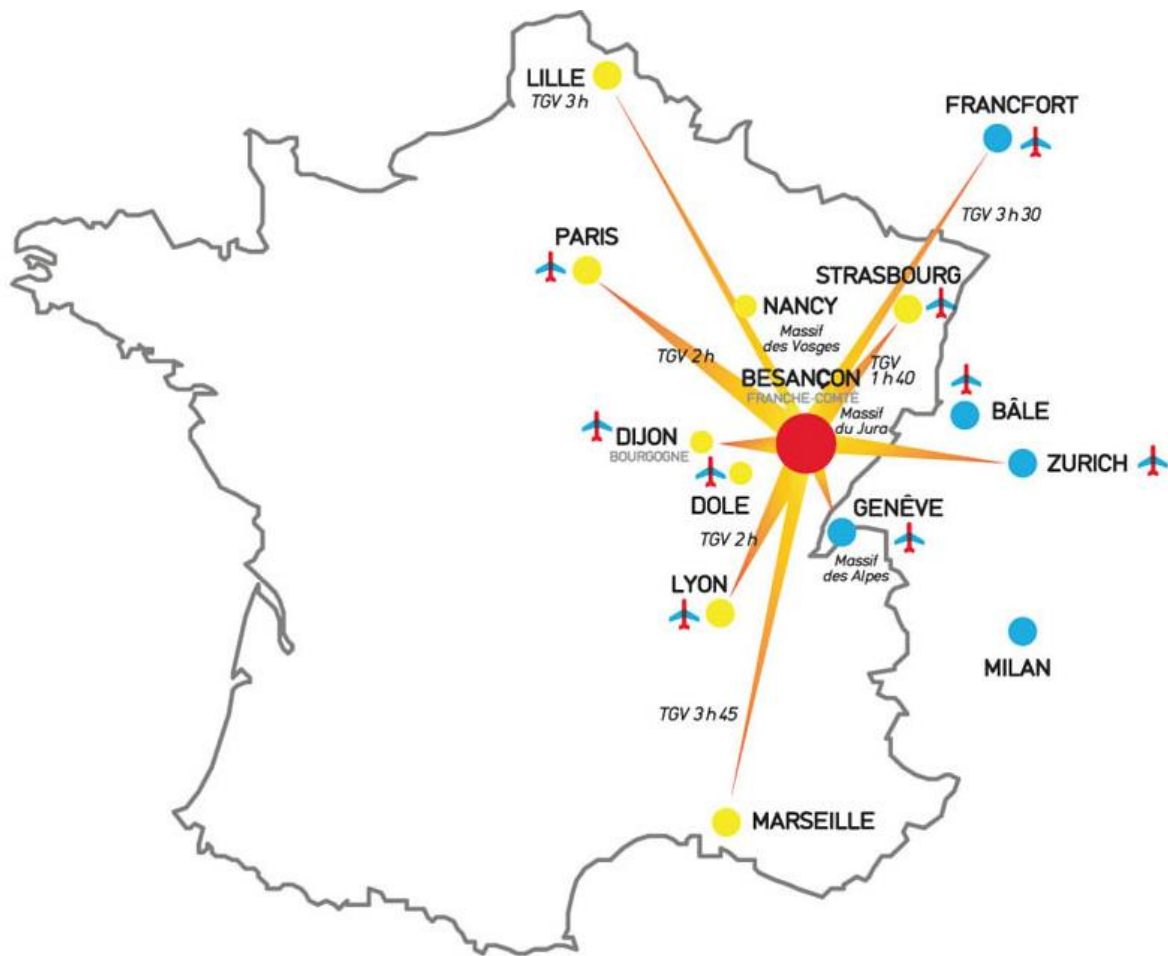 LILLE
TGV 3 h
FRANCFORT
TGV 3 h 30
PARIS
STRASBOURG
NANCY
Massif
des Vosges
TGV 2 h
TGV
1 h 40
BESANÇON
FRANCHE-COMTÉ
BÂLE
Massif
du Jura
DIJON
BOURGOGNE
ZURICH
DOLE
GENÊVE
TGV 2 h
Massif
des Alpes
LYON
MILAN
TGV 3 h 45
MARSEILLE